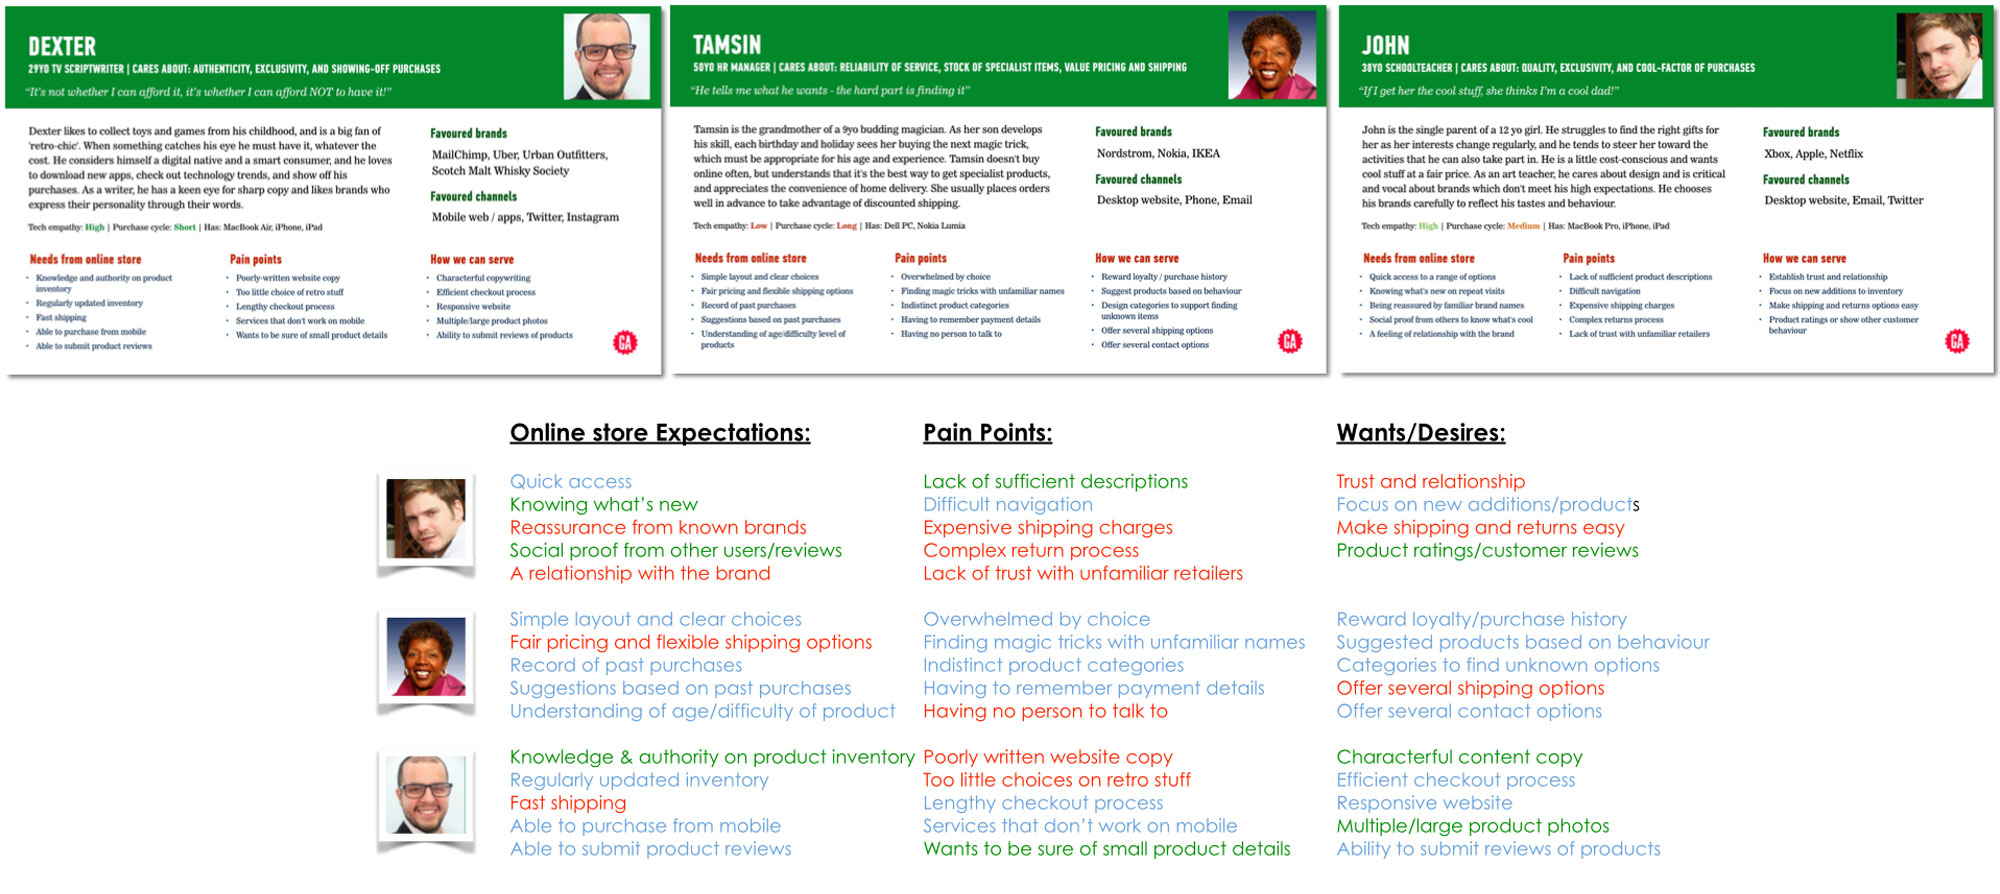 DEXTER
29YO TV SCRIPTWRITER | CARES ABOUT: AUTHENTICITY, EXCLUSIVITY, AND SHOWING-OFF PURCHASES
“It’s not whether I can afford it, it’s whether I can afford NOT to have it!”
Dexter likes to collect toys and games from his childhood, and is a big fan of
'retro-chic'. When something catches his eye he must have it, whatever the
cost. He considers himself a digital native and a smart consumer, and he loves
to download new apps, check out technology trends, and show off his
purchases. As a writer, he has a keen eye for sharp copy and likes brands who
express their personality through their words.
Tech empathy: High | Purchase cycle: Short | Has: MacBook Air, iPhone, iPad
Favoured brands
MailChimp, Uber, Urban Outfitters,
Scotch Malt Whisky Society
Favoured channels
Mobile web / apps, Twitter, Instagram
Needs from online store
• Knowledge and authority on product
inventory
• Regularly updated inventory
• Fast shipping
• Able to purchase from mobile
• Able to submit product reviews
Pain points
• Poorly-written website copy
• Too little choice of retro stuff
• Lengthy checkout process
• Services that don't work on mobile
• Wants to be sure of small product details
How we can serve
• Characterful copywriting
• Efficient checkout process
• Responsive website
• Multiple/large product photos
• Ability to submit reviews of products
GA
TAMSIN
50YO HR MANAGER | CARES ABOUT: RELIABILITY OF SERVICE, STOCK OF SPECIALIST ITEMS, VALUE PRICING AND SHIPPING
“He tells me what he wants - the hard part is finding it”
Tamsin is the grandmother of a 9yo budding magician. As her son develops
his skill, each birthday and holiday sees her buying the next magic trick,
which must be appropriate for his age and experience. Tamsin doesn't buy
online often, but understands that it's the best way to get specialist products,
and appreciates the convenience of home delivery. She usually places orders
well in advance to take advantage of discounted shipping.
Tech empathy: Low | Purchase cycle: Long | Has: Dell PC, Nokia Lumia
Favoured brands
Nordstrom, Nokia, IKEA
Favoured channels
Desktop website, Phone, Email
Needs from online store
• Simple layout and clear choices
• Fair pricing and flexible shipping options
• Record of past purchases
• Suggestions based on past purchases
• Understanding of age/difficulty level of
products
Pain points
• Overwhelmed by choice
• Finding magic tricks with unfamiliar names
• Indistinct product categories
• Having to remember payment details
• Having no person to talk to
How we can serve
• Reward loyalty / purchase history
• Suggest products based on behaviour
• Design categories to support finding
unknown items
• Offer several shipping options
• Offer several contact options
GA
JOHN
38YO SCHOOLTEACHER | CARES ABOUT: QUALITY, EXCLUSIVITY, AND COOL-FACTOR OF PURCHASES
“If I get her the cool stuff, she thinks I'm a cool dad!”
John is the single parent of a 12 yo girl. He struggles to find the right gifts for
her as her interests change regularly, and he tends to steer her toward the
activities that he can also take part in. He is a little cost-conscious and wants
cool stuff at a fair price. As an art teacher, he cares about design and is critical
and vocal about brands which don't meet his high expectations. He chooses
his brands carefully to reflect his tastes and behaviour.
Tech empathy: High | Purchase cycle: Medium | Has: MacBook Pro, iPhone, iPad
Favoured brands
Xbox, Apple, Netflix
Favoured channels
Desktop website, Email, Twitter
Needs from online store
• Quick access to a range of options
• Knowing what's new on repeat visits
• Being reassured by familiar brand names
• Social proof from others to know what's cool
• A feeling of relationship with the brand
Pain points
• Lack of sufficient product descriptions
• Difficult navigation
• Expensive shipping charges
• Complex returns process
• Lack of trust with unfamiliar retailers
How we can serve
• Establish trust and relationship
• Focus on new additions to inventory
• Make shipping and returns options easy
• Product ratings or show other customer
behaviour
GA
Online store Expectations:
Pain Points:
Wants/Desires:
Quick access
Knowing what’s new
Reassurance from known brands
Social proof from other users/reviews
A relationship with the brand
Lack of sufficient descriptions
Difficult navigation
Expensive shipping charges
Complex return process
Lack of trust with unfamiliar retailers
Trust and relationship
Focus on new additions/products
Make shipping and returns easy
Product ratings/customer reviews
Simple layout and clear choices
Fair pricing and flexible shipping options
Record of past purchases
Suggestions based on past purchases
Understanding of age/difficulty of product
Overwhelmed by choice
Finding magic tricks with unfamiliar names
Indistinct product categories
Having to remember payment details
Having no person to talk to
Reward loyalty/purchase history
Suggested products based on behaviour
Categories to find unknown options
Offer several shipping options
Offer several contact options
Knowledge & authority on product inventory
Regularly updated inventory
Fast shipping
Able to purchase from mobile
Able to submit product reviews
Poorly written website copy
Too little choices on retro stuff
Lengthy checkout process
Services that don’t work on mobile
Wants to be sure of small product details
Characterful content copy
Efficient checkout process
Responsive website
Multiple/large product photos
Ability to submit reviews of products